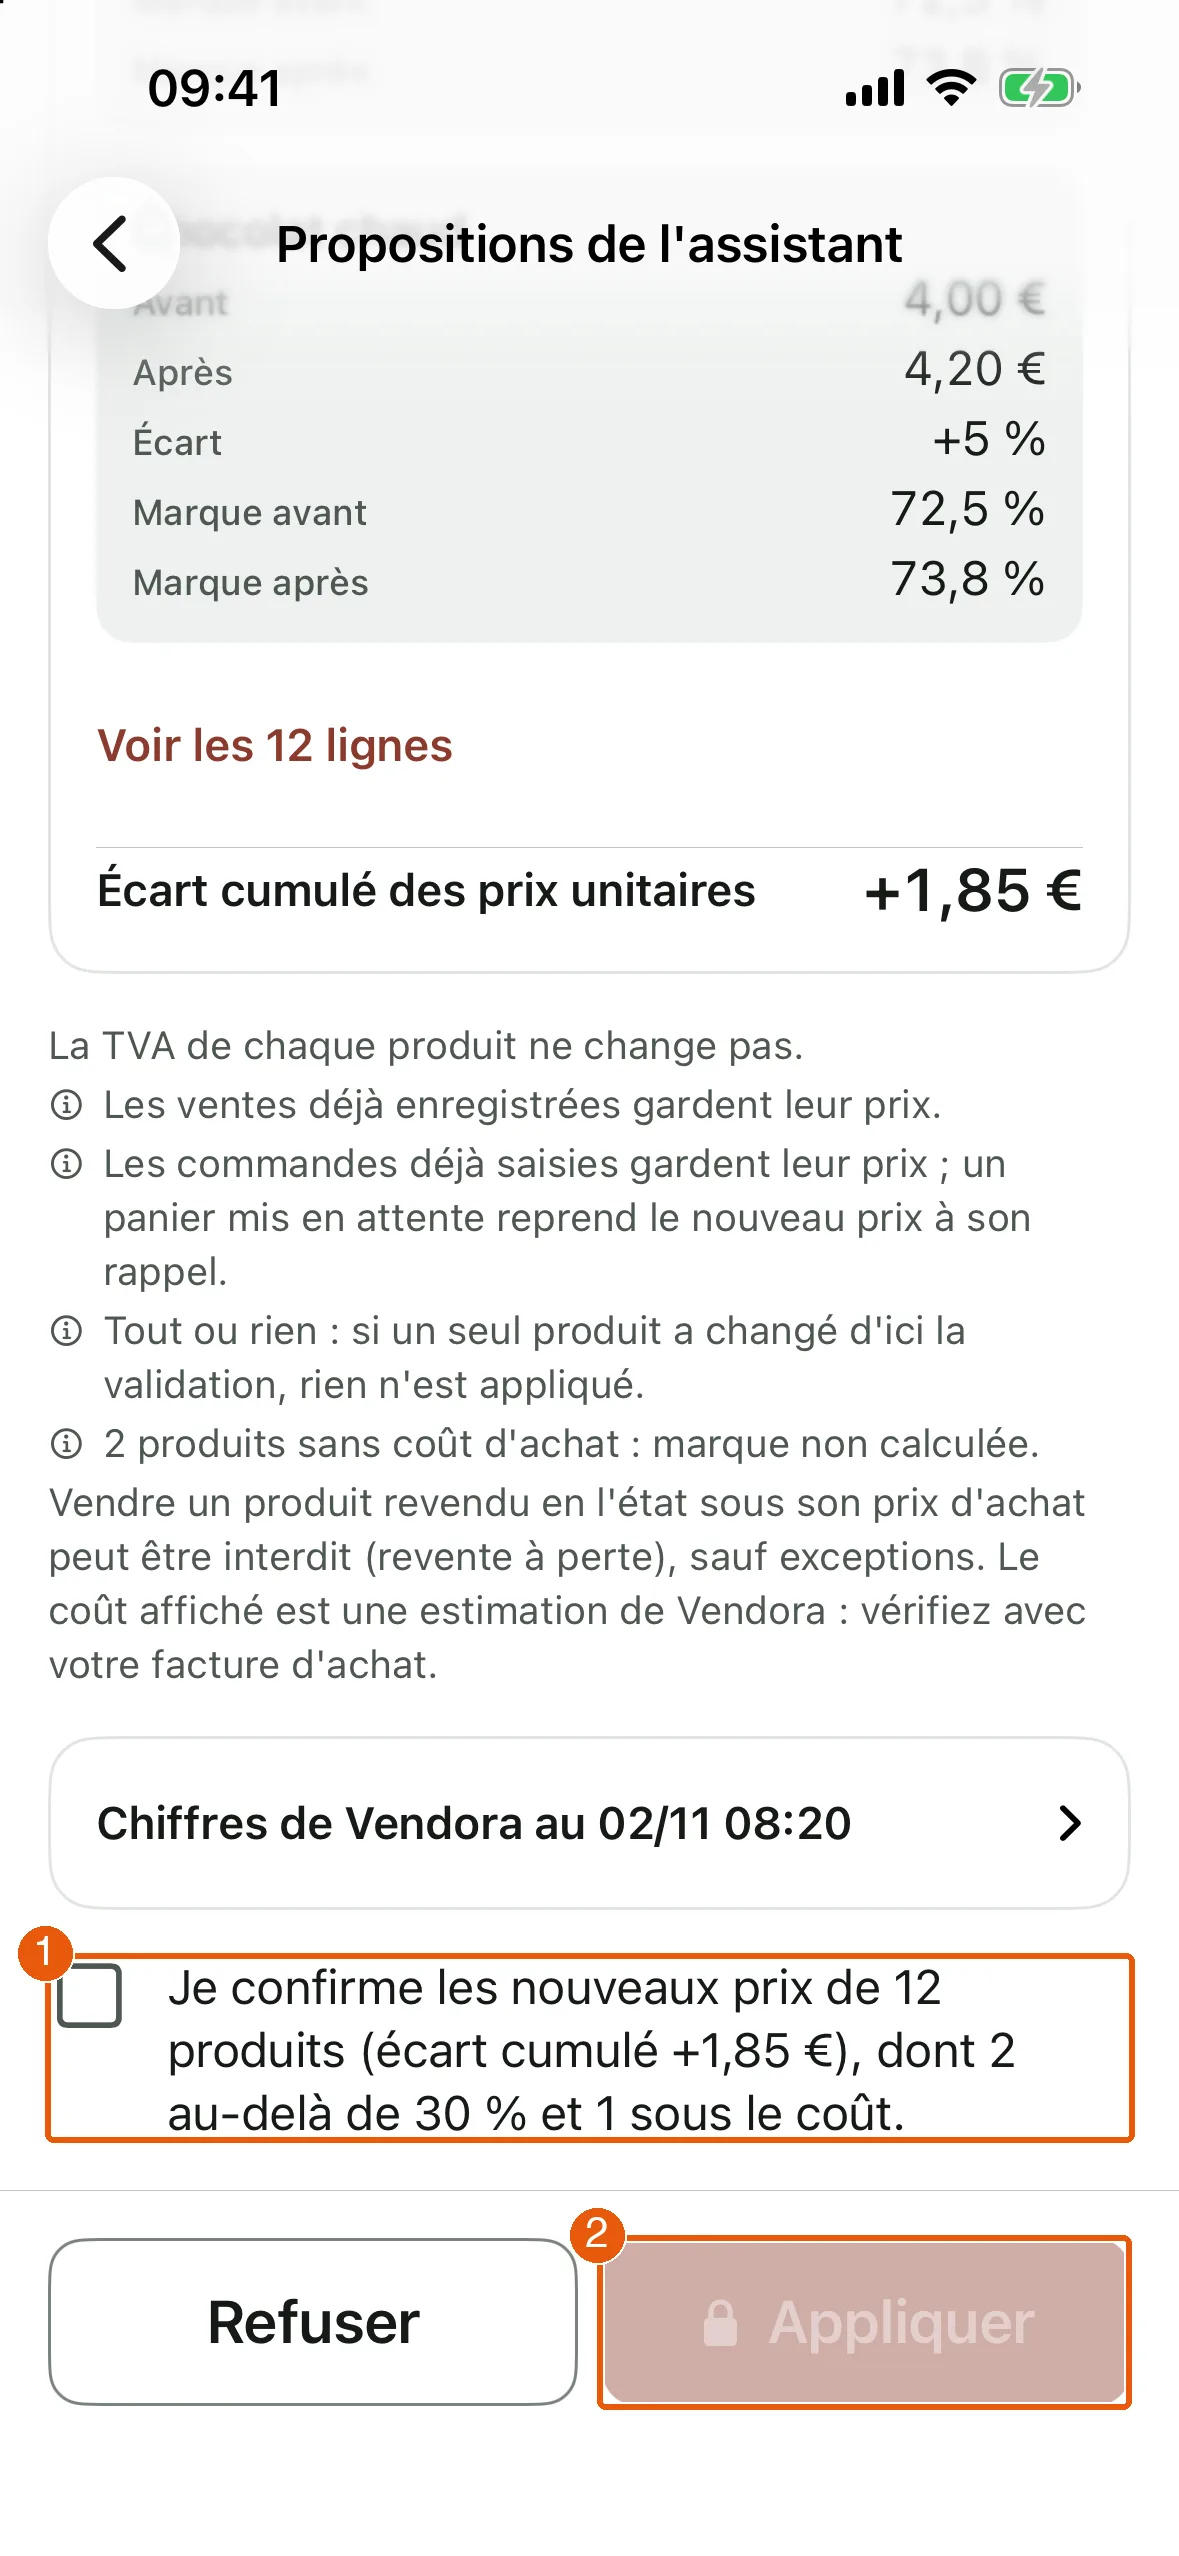 09:41
Propositions de l'assistant
Avant 4,00 €
Après 4,20 €
Écart +5 %
Marque avant 72,5 %
Marque après 73,8 %
Voir les 12 lignes
Écart cumulé des prix unitaires +1,85 €
La TVA de chaque produit ne change pas.
Les ventes déjà enregistrées gardent leur prix.
Les commandes déjà saisies gardent leur prix ; un
panier mis en attente reprend le nouveau prix à son
rappel.
Tout ou rien : si un seul produit a changé d'ici la
validation, rien n'est appliqué.
2 produits sans coût d'achat : marque non calculée.
Vendre un produit revendu en l'état sous son prix d'achat
peut être interdit (revente à perte), sauf exceptions. Le
coût affiché est une estimation de Vendora : vérifiez avec
votre facture d'achat.
Chiffres de Vendora au 02/11 08:20
1
Je confirme les nouveaux prix de 12
produits (écart cumulé +1,85 €), dont 2
au-delà de 30 % et 1 sous le coût.
2
Refuser
Appliquer